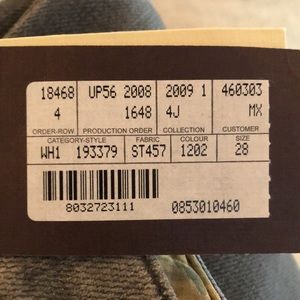 18468 UP56 2008 2009 1 460303
4 1648 4J MX
ORDER-ROW PRODUCTION ORDER COLLECTION CUSTOMER
CATEGORY-STYLE FABRIC COLOUR SIZE
WH1 193379 ST457 1202 28
8032723111 0853010460